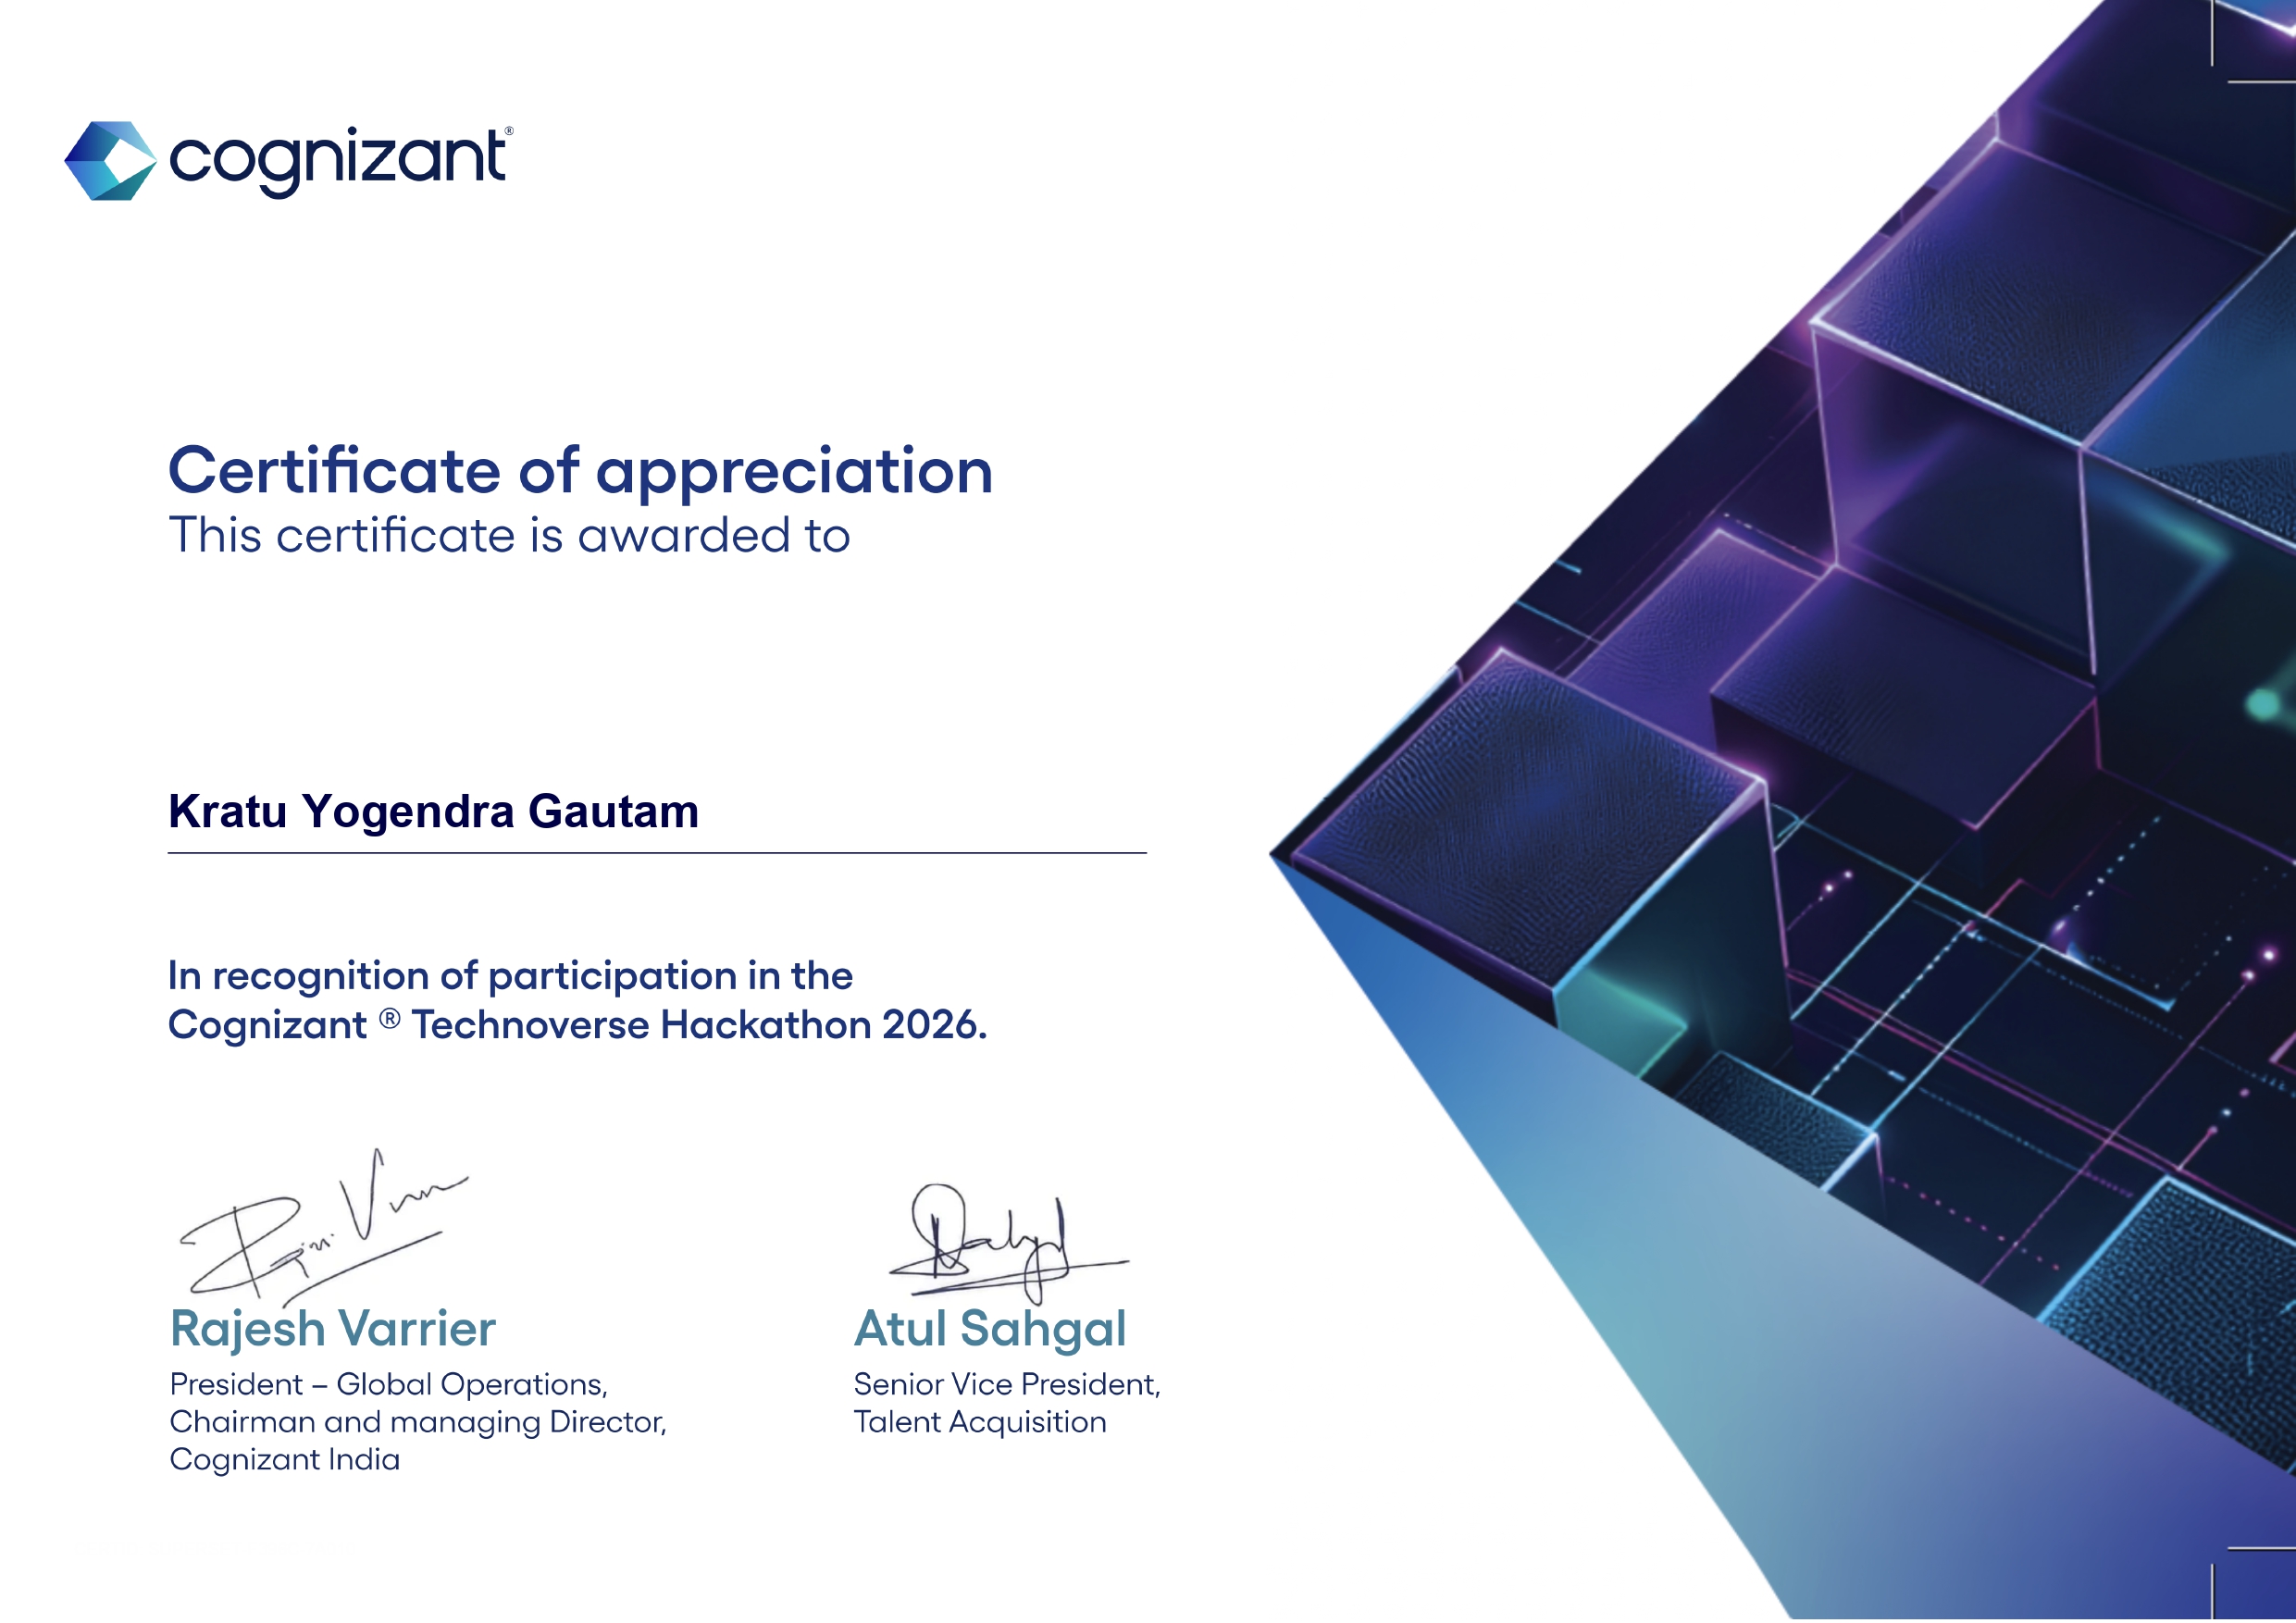 cognizant®
Certificate of appreciation
This certificate is awarded to
Kratu Yogendra Gautam
In recognition of participation in the
Cognizant ® Technoverse Hackathon 2026.
Rajesh Varrier
President – Global Operations,
Chairman and managing Director,
Cognizant India
Atul Sahgal
Senior Vice President,
Talent Acquisition